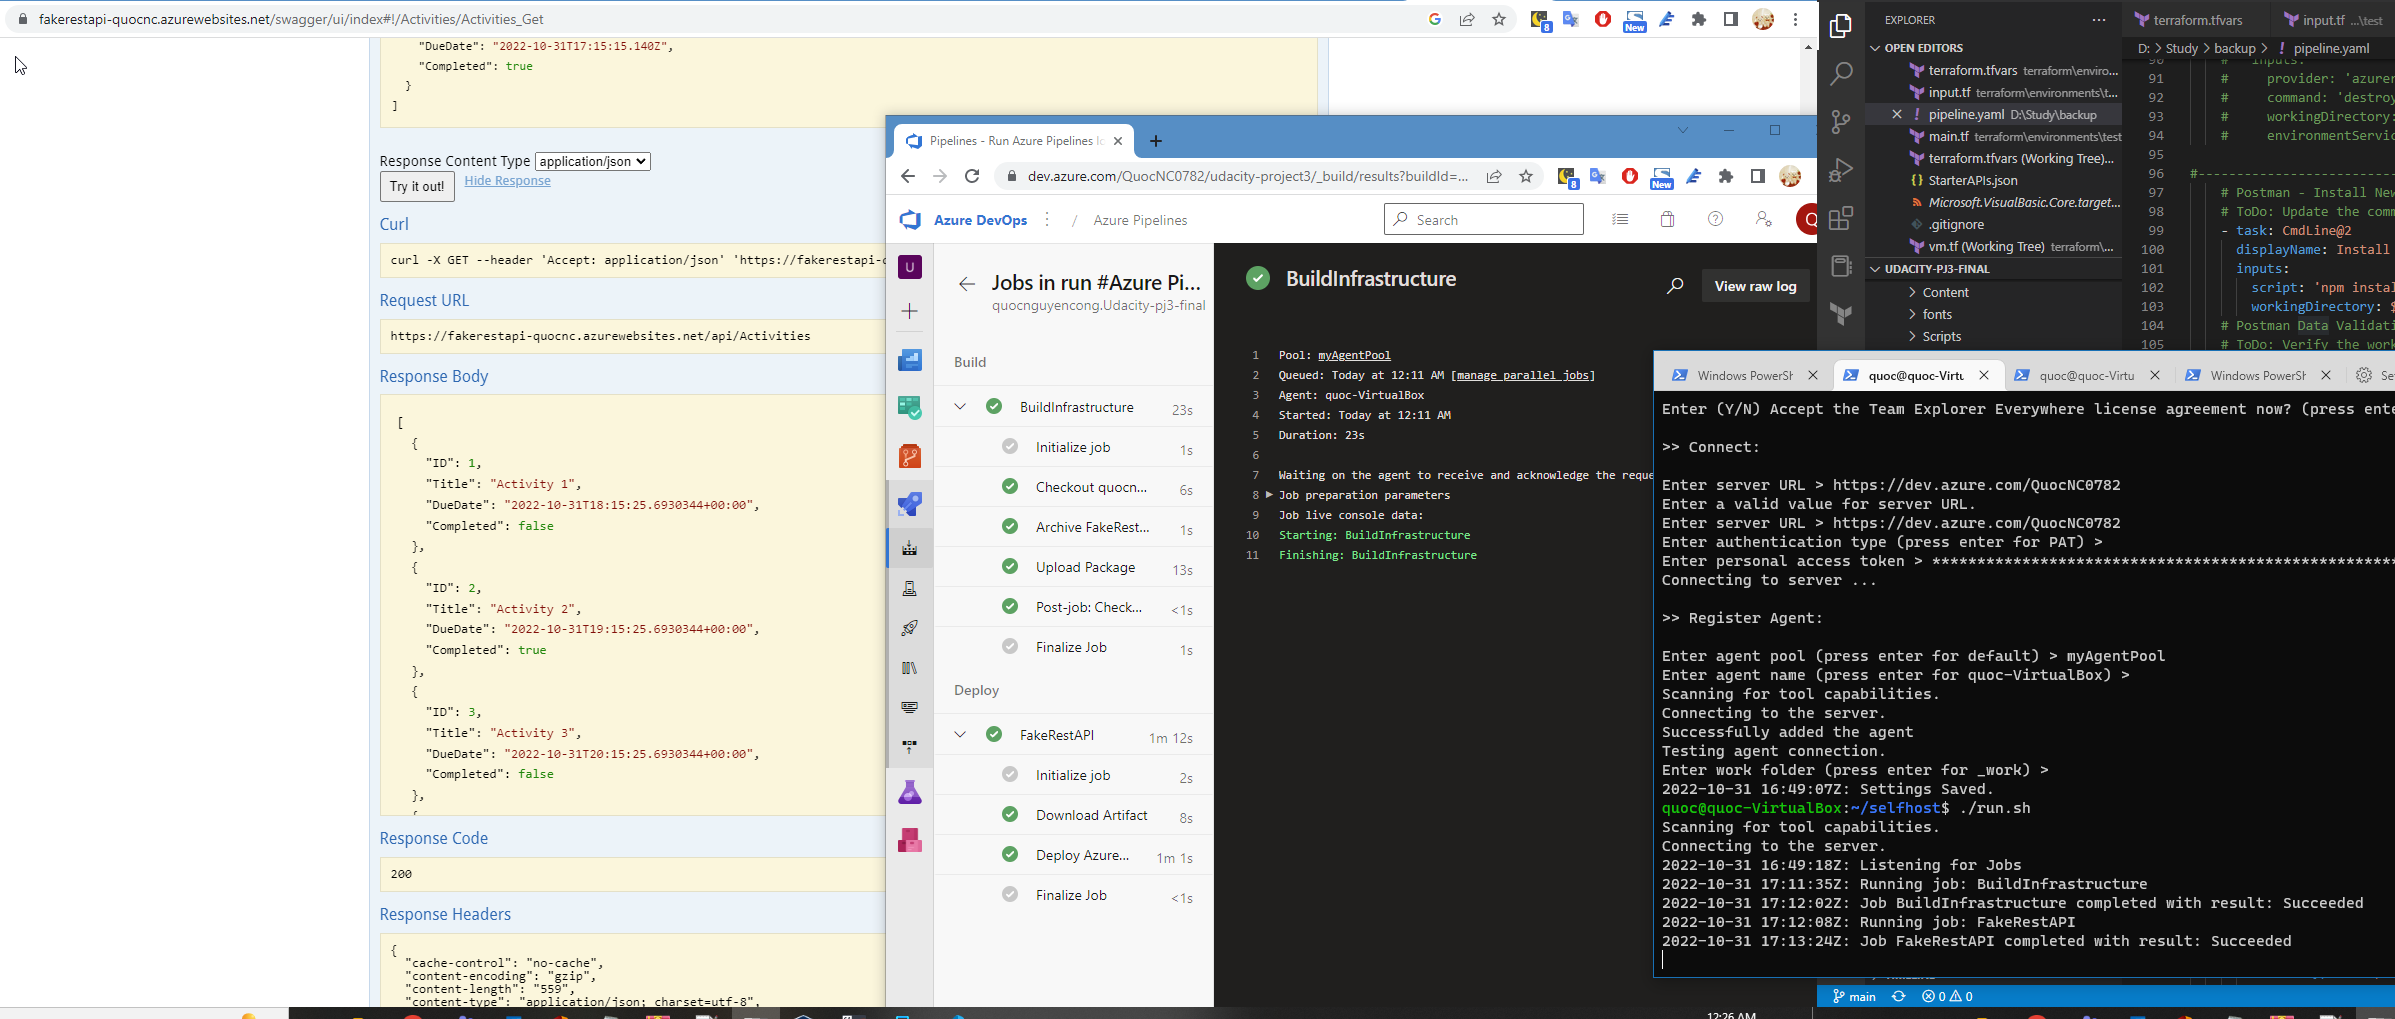 fakerestapi-quocnc.azurewebsites.net/swagger/ui/index#!/Activities/Activities_Get
"DueDate": "2022-10-31T17:15:15.140Z",
"Completed": true
}
]
Response Content Type application/json
Try it out! Hide Response
Curl
curl -X GET --header 'Accept: application/json' 'https://fakerestapi-
Request URL
https://fakerestapi-quocnc.azurewebsites.net/api/Activities
Response Body
[
{
"ID": 1,
"Title": "Activity 1",
"DueDate": "2022-10-31T18:15:25.6930344+00:00",
"Completed": false
},
{
"ID": 2,
"Title": "Activity 2",
"DueDate": "2022-10-31T19:15:25.6930344+00:00",
"Completed": true
},
{
"ID": 3,
"Title": "Activity 3",
"DueDate": "2022-10-31T20:15:25.6930344+00:00",
"Completed": false
},
Response Code
200
Response Headers
{
"cache-control": "no-cache",
"content-encoding": "gzip",
"content-length": "559",
"content-type": "application/json; charset=utf-8",
Pipelines - Run Azure Pipelines
dev.azure.com/QuocNC0782/udacity-project3/_build/results?buildId=...
8 New
Azure DevOps / Azure Pipelines
Search
Q
U
Jobs in run #Azure Pi...
quocnguyencong.Udacity-pj3-final
Build
BuildInfrastructure 23s
Initialize job 1s
Checkout quocn... 6s
Archive FakeRest... 1s
Upload Package 13s
Post-job: Check... <1s
Finalize Job 1s
Deploy
FakeRestAPI 1m 12s
Initialize job 2s
Download Artifact 8s
Deploy Azure... 1m 1s
Finalize Job <1s
BuildInfrastructure
View raw log
1 Pool: myAgentPool
2 Queued: Today at 12:11 AM [manage parallel jobs]
3 Agent: quoc-VirtualBox
4 Started: Today at 12:11 AM
5 Duration: 23s
6
7 Waiting on the agent to receive and acknowledge the reque
8 Job preparation parameters
9 Job live console data:
10 Starting: BuildInfrastructure
11 Finishing: BuildInfrastructure
8 New
EXPLORER ...
OPEN EDITORS
terraform.tfvars terraform\enviro...
input.tf terraform\environments\t...
! pipeline.yaml D:\Study\backup
main.tf terraform\environments\test
terraform.tfvars (Working Tree)...
{} StarterAPIs.json
Microsoft.VisualBasic.Core.target...
.gitignore
vm.tf (Working Tree) terraform\...
UDACITY-PJ3-FINAL
Content
fonts
Scripts
terraform.tfvars
input.tf ...\test
D: > Study > backup > ! pipeline.yaml
90 # inputs:
91 # provider: 'azurer
92 # command: 'destroy
93 # workingDirectory:
94 # environmentServic
95
96 #--------------------------
97 # Postman - Install New
98 # ToDo: Update the comm
99 - task: CmdLine@2
100 displayName: Install
101 inputs:
102 script: 'npm instal
103 workingDirectory: $
104 # Postman Data Validati
105 # ToDo: Verify the work
Windows PowerSh
quoc@quoc-Virtu
quoc@quoc-Virtu
Windows PowerSh
Se
Enter (Y/N) Accept the Team Explorer Everywhere license agreement now? (press ente
>> Connect:
Enter server URL > https://dev.azure.com/QuocNC0782
Enter a valid value for server URL.
Enter server URL > https://dev.azure.com/QuocNC0782
Enter authentication type (press enter for PAT) >
Enter personal access token > ****************************************************
Connecting to server ...
>> Register Agent:
Enter agent pool (press enter for default) > myAgentPool
Enter agent name (press enter for quoc-VirtualBox) >
Scanning for tool capabilities.
Connecting to the server.
Successfully added the agent
Testing agent connection.
Enter work folder (press enter for _work) >
2022-10-31 16:49:07Z: Settings Saved.
quoc@quoc-VirtualBox:~/selfhost$ ./run.sh
Scanning for tool capabilities.
Connecting to the server.
2022-10-31 16:49:18Z: Listening for Jobs
2022-10-31 17:11:35Z: Running job: BuildInfrastructure
2022-10-31 17:12:02Z: Job BuildInfrastructure completed with result: Succeeded
2022-10-31 17:12:08Z: Running job: FakeRestAPI
2022-10-31 17:13:24Z: Job FakeRestAPI completed with result: Succeeded
main 0 0
12:26 AM